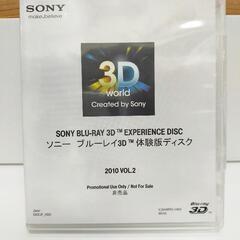 SONY
make.believe
3D
world
Created by Sony
SONY BLU-RAY 3D™ EXPERIENCE DISC
ソニー ブルーレイ3D™ 体験版ディスク
2010 VOL.2
Promotional Use Only / Not For Sale
非売品
Blu-ray
3D